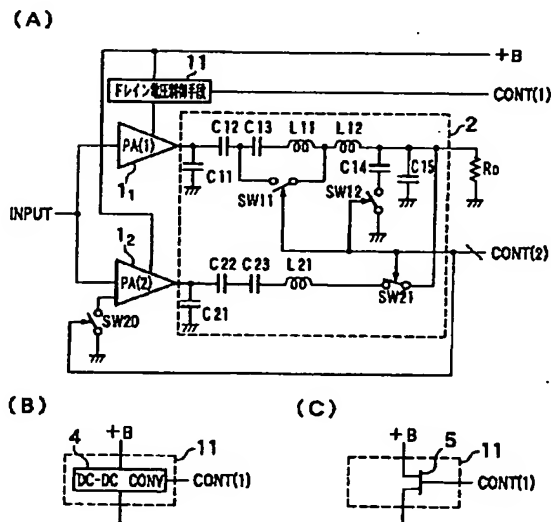 (A)
11
+B
ドレイン電圧制御手段
CONT(1)
C12 C13 L11 L12
2
PA(1)
1₁
C11
C14
C15
RD
SW11
SW12
INPUT
1₂
PA(2)
C22 C23 L21
CONT(2)
SW21
C21
SW20
(B)
+B
4
11
DC-DC CONV
CONT(1)
(C)
+B
5
11
CONT(1)